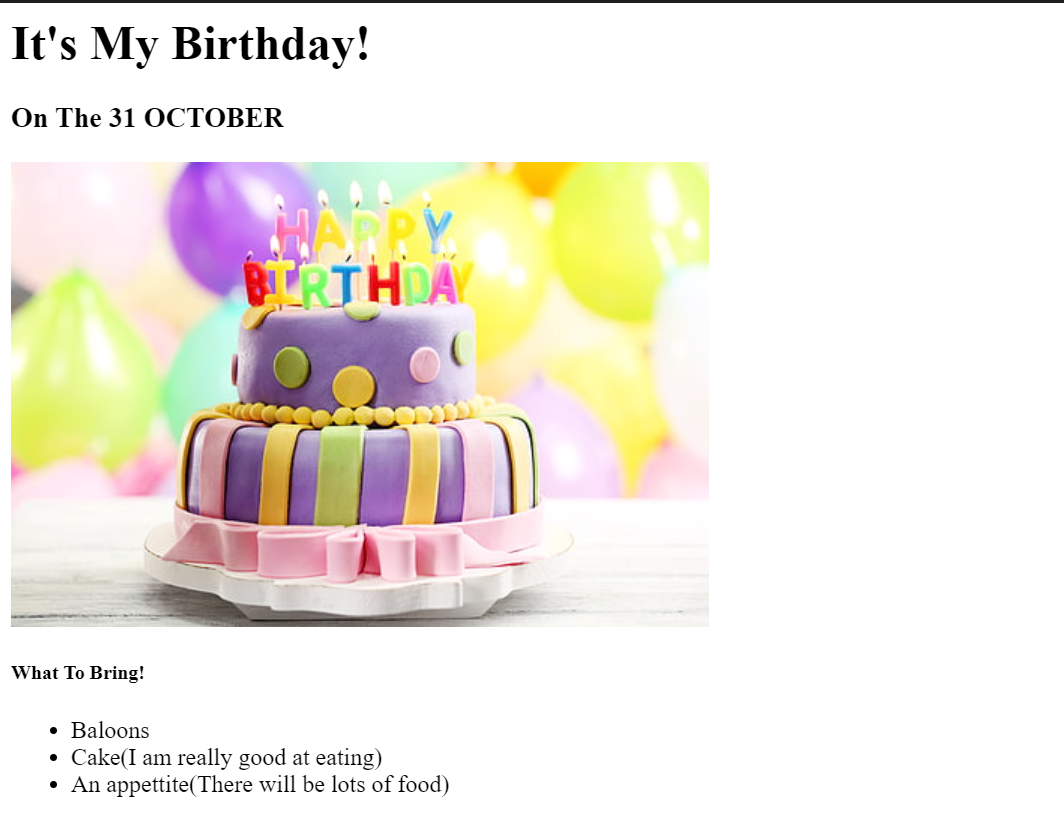 It's My Birthday!
On The 31 OCTOBER
HAPPY
BIRTHDAY
What To Bring!
Baloons
Cake(I am really good at eating)
An appettite(There will be lots of food)